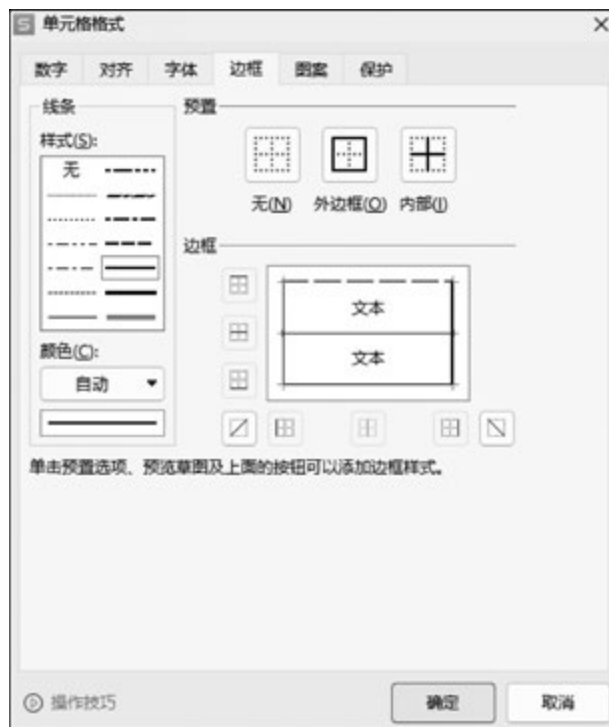 S 单元格格式
数字 对齐 字体 边框 图案 保护
线条
样式(S):
无
颜色(C):
自动
预置
无(N) 外边框(O) 内部(I)
边框
文本
文本
单击预置选项、预览草图及上面的按钮可以添加边框样式。
操作技巧
确定 取消